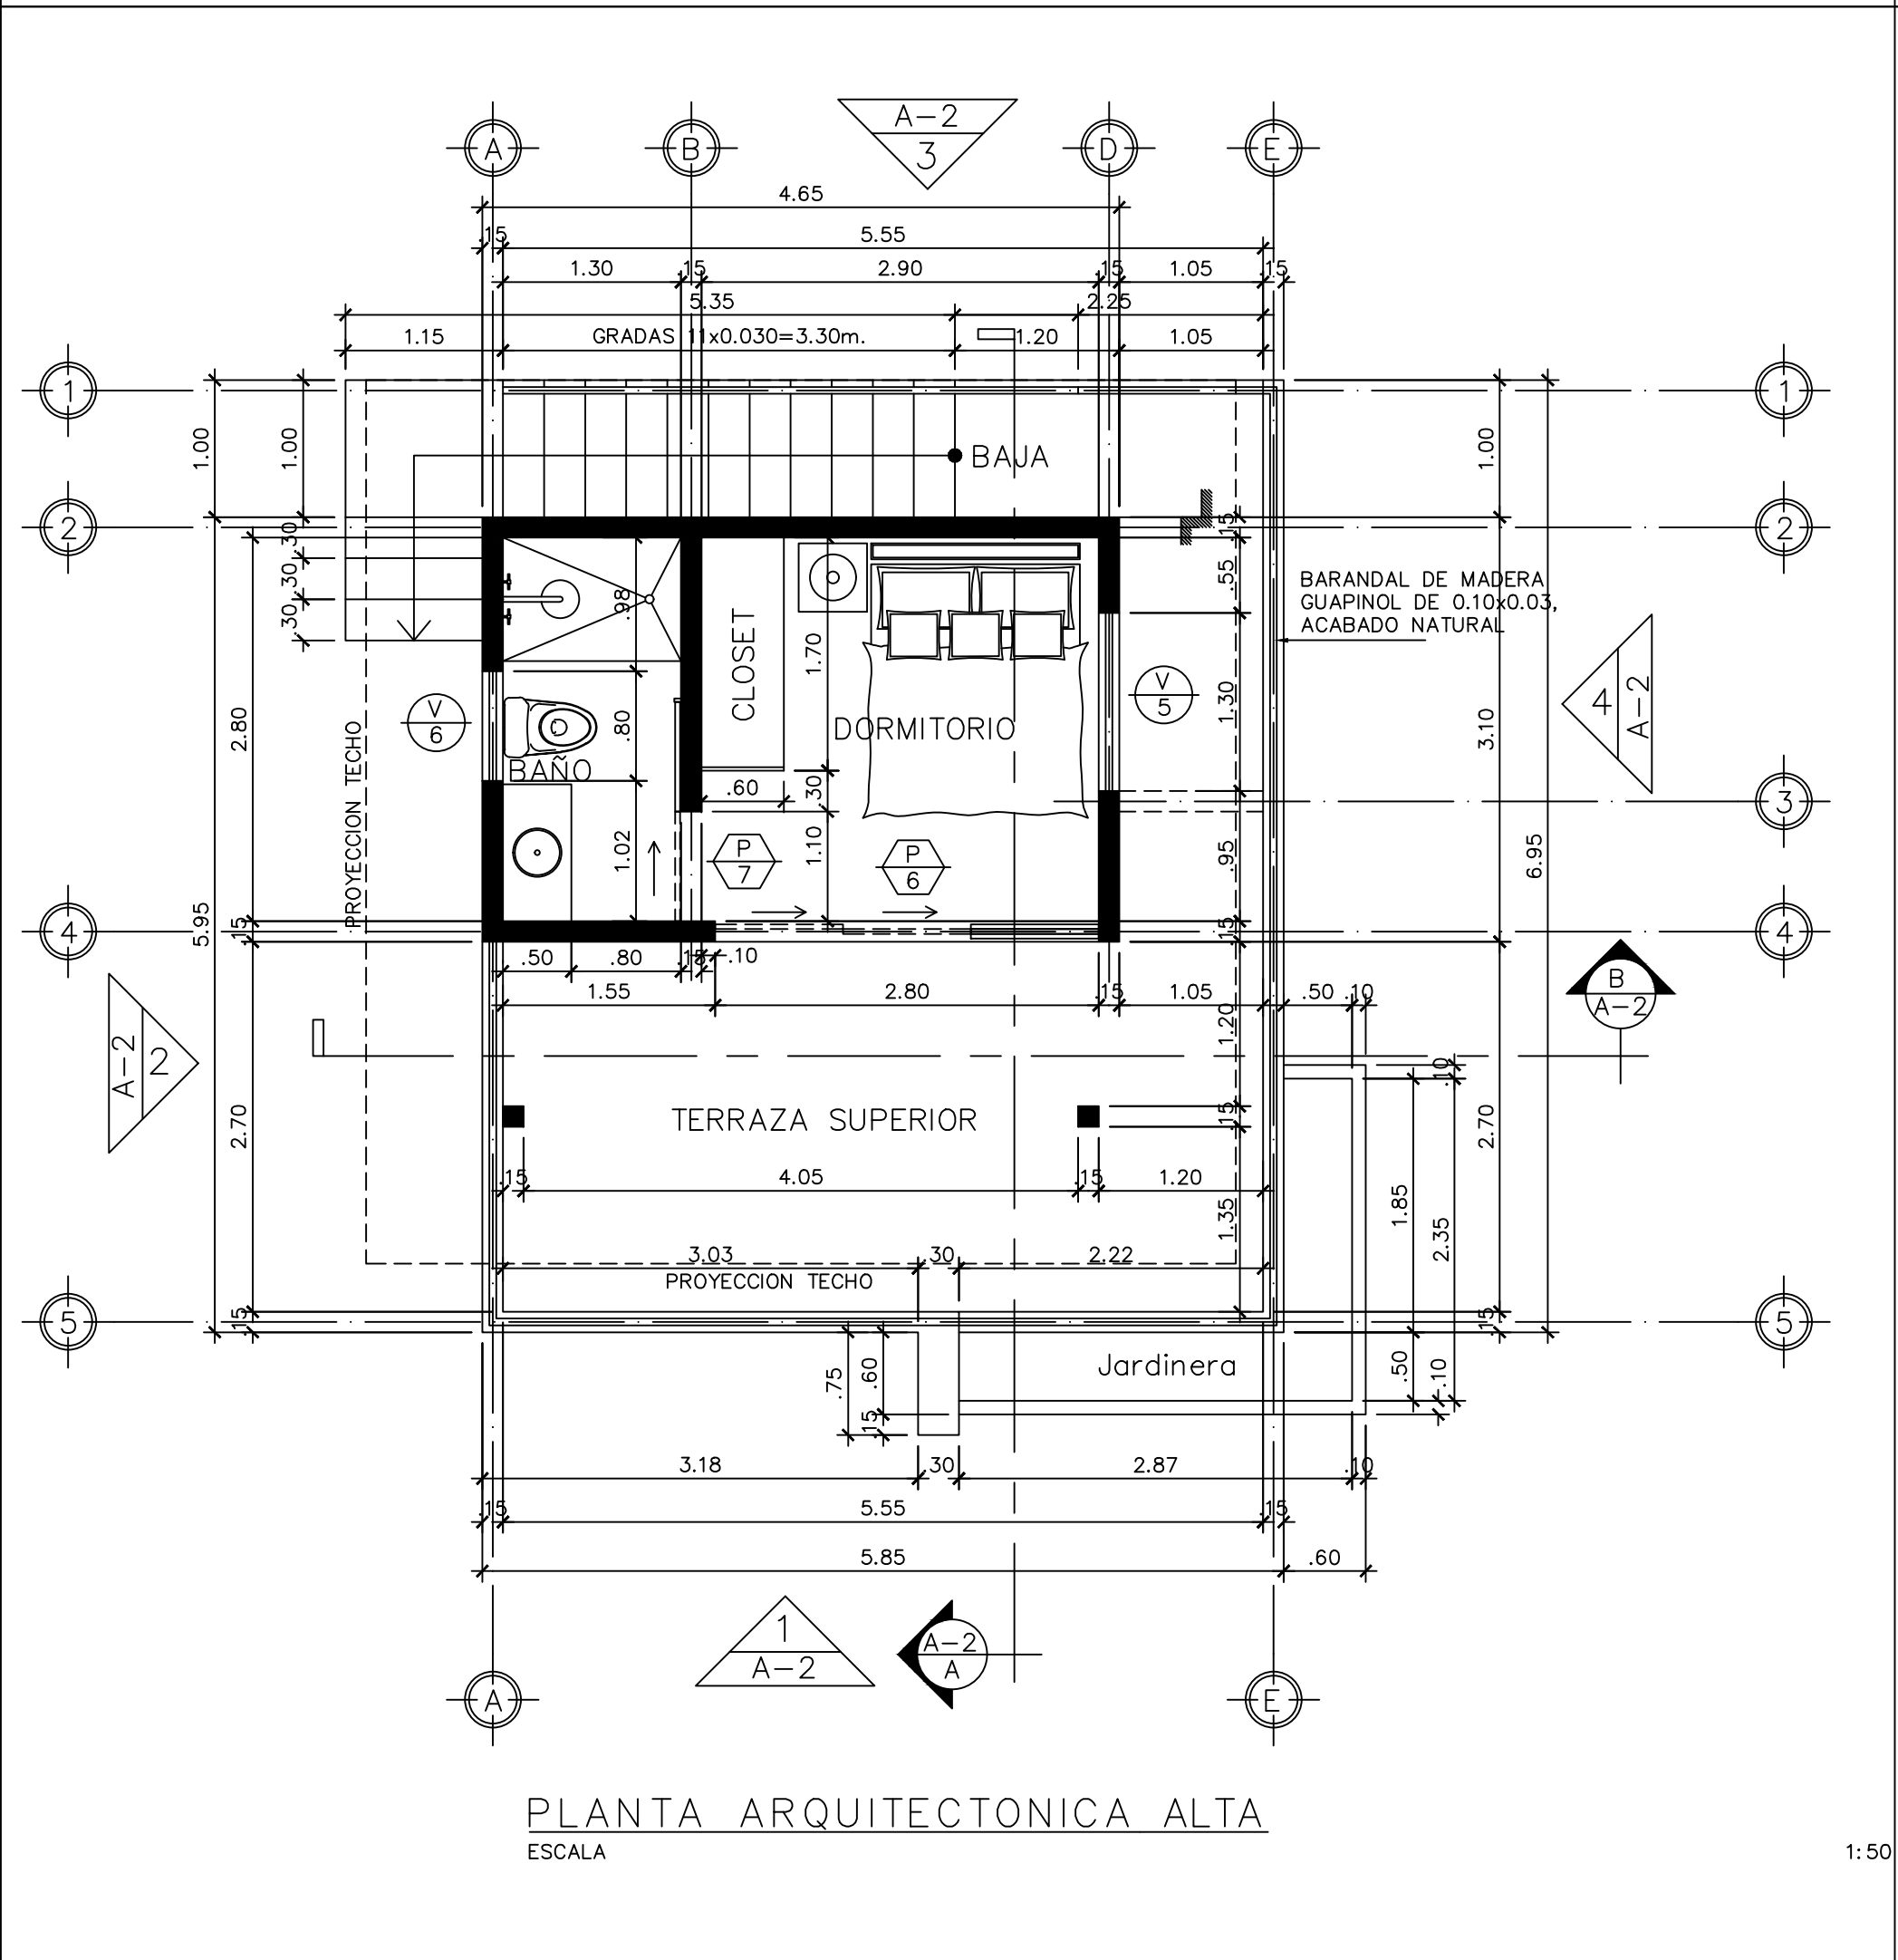 A B D E
A-2
3
4.65
.15 5.55
1.30 .15 2.90 .15 1.05 .15
5.35 2.25
1.15 GRADAS 11x0.030=3.30m. 1.20 1.05
1 1
1.00 1.00 1.00
BAJA
2 2
.30 .15
.30 .55
.30
BARANDAL DE MADERA
GUAPINOL DE 0.10x0.03,
ACABADO NATURAL
.98
CLOSET
1.70
V
6
V
5
1.30
4
A-2
2.80 .80 DORMITORIO 3.10
PROYECCION TECHO
BAÑO
.60 .30
3
1.02 1.10 .95 6.95
P
7
P
6
5.95
4 .15 .15 4
.50 .80 .15 .10
B
A-2
1.55 2.80 .15 1.05 .50 .10
1.20
A-2
2
.10
2.70 TERRAZA SUPERIOR .15 2.70
.15 4.05 .15 1.20
1.35 1.85 2.35
3.03 .30 2.22
PROYECCION TECHO
5 .15 .15 5
Jardinera
.75 .60 .50 .10
.15
3.18 .30 2.87 .10
.15 5.55 .15
5.85 .60
1
A-2
A-2
A
A E
PLANTA ARQUITECTONICA ALTA
ESCALA 1:50